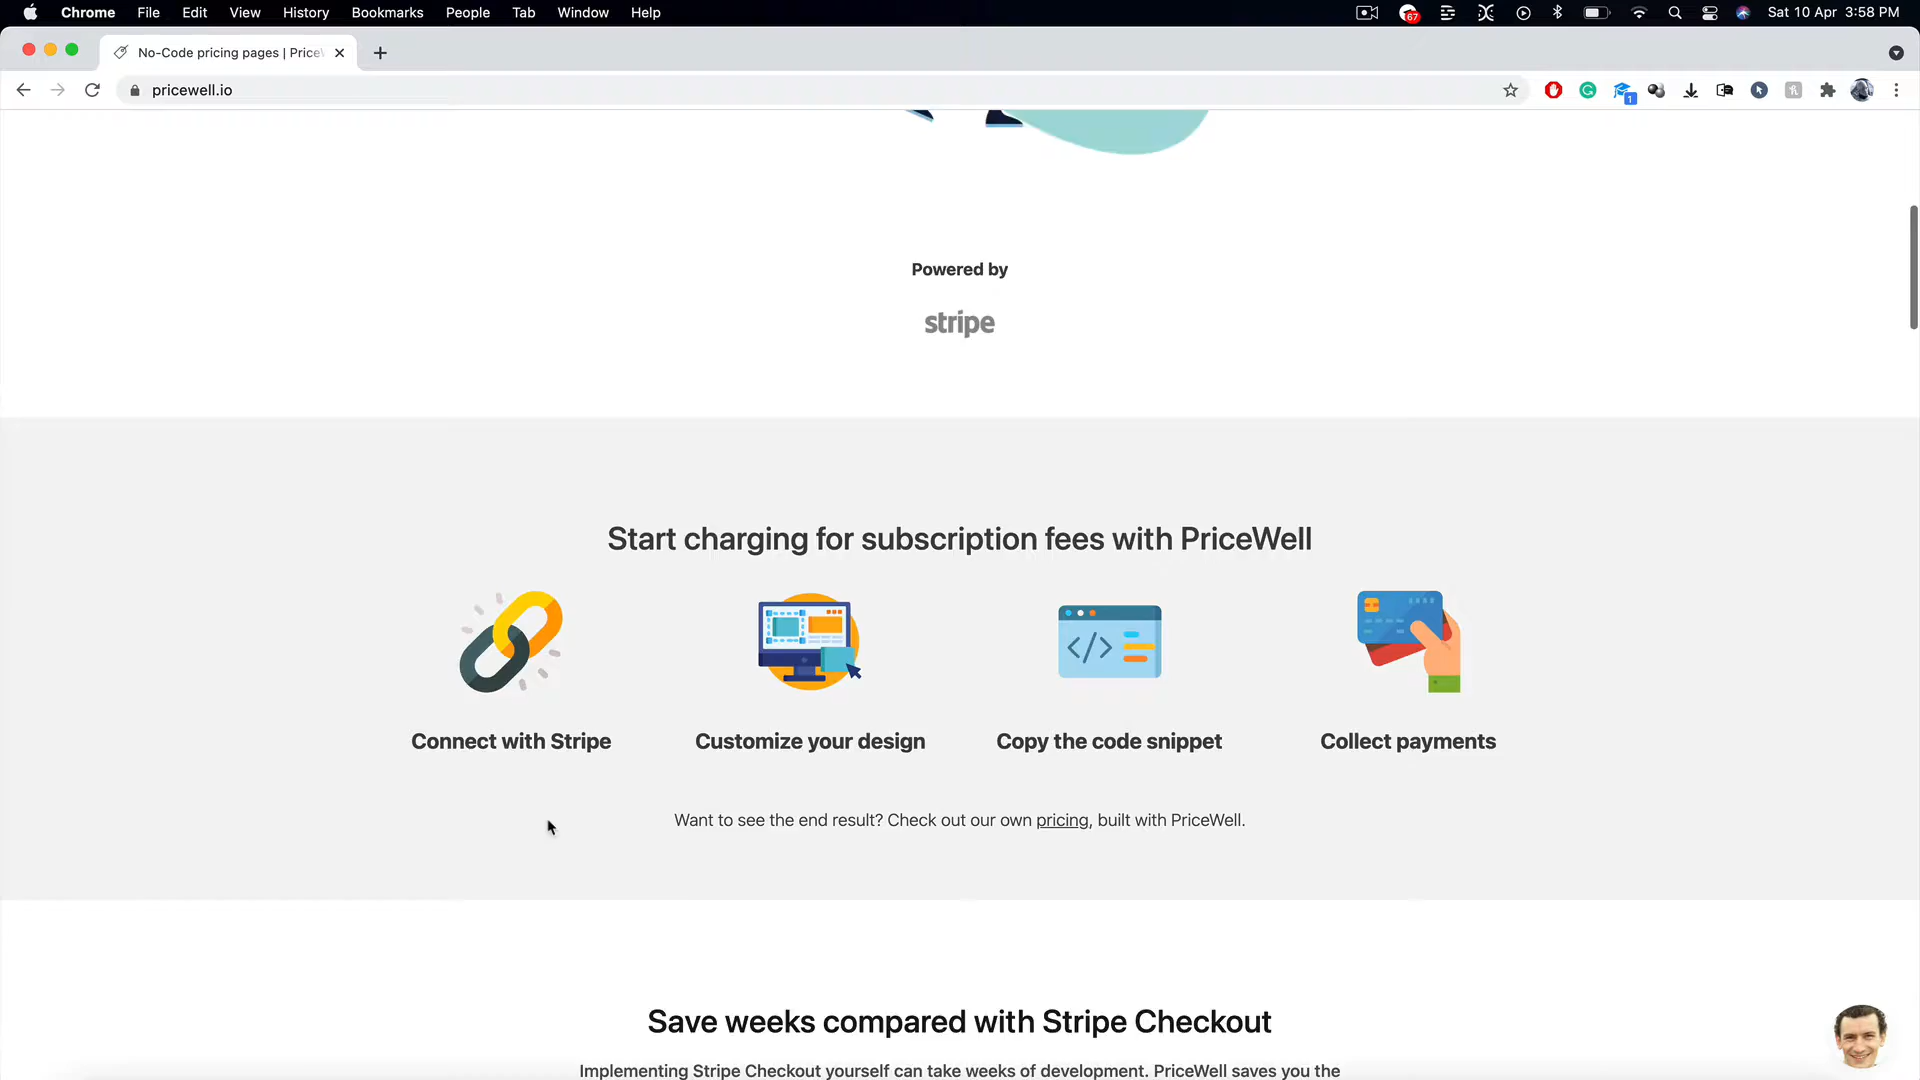 Chrome File Edit View History Bookmarks People Tab Window Help
67
Sat 10 Apr 3:58 PM
No-Code pricing pages | Price
pricewell.io
1
Powered by
stripe
Start charging for subscription fees with PriceWell
</>
Connect with Stripe
Customize your design
Copy the code snippet
Collect payments
Want to see the end result? Check out our own pricing, built with PriceWell.
Save weeks compared with Stripe Checkout
Implementing Stripe Checkout yourself can take weeks of development. PriceWell saves you the